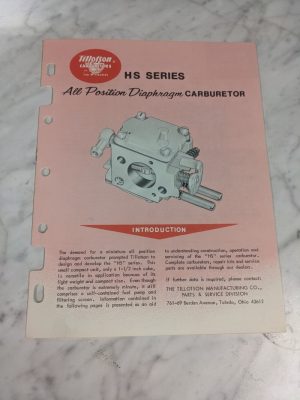 Tillotson
CARBURETORS
HS SERIES
All Position Diaphragm CARBURETOR
INTRODUCTION
The demand for a miniature all position
diaphragm carburetor prompted Tillotson to
design and develop the "HS" series. This
small compact unit, only a 1-1/2 inch cube,
is versatile in application because of its
light weight and compact size. Even though
the carburetor is extremely minute, it still
comprises a self-contained fuel pump and
filtering screen. Information contained in
the following pages is presented as an aid
to understanding construction, operation and
servicing of the "HS" series carburetor.
Complete carburetors, repair kits and service
parts are available through our dealers.
If further data is required, please contact:
THE TILLOTSON MANUFACTURING CO.,
PARTS & SERVICE DIVISION
761-69 Berdan Avenue, Toledo, Ohio 43612